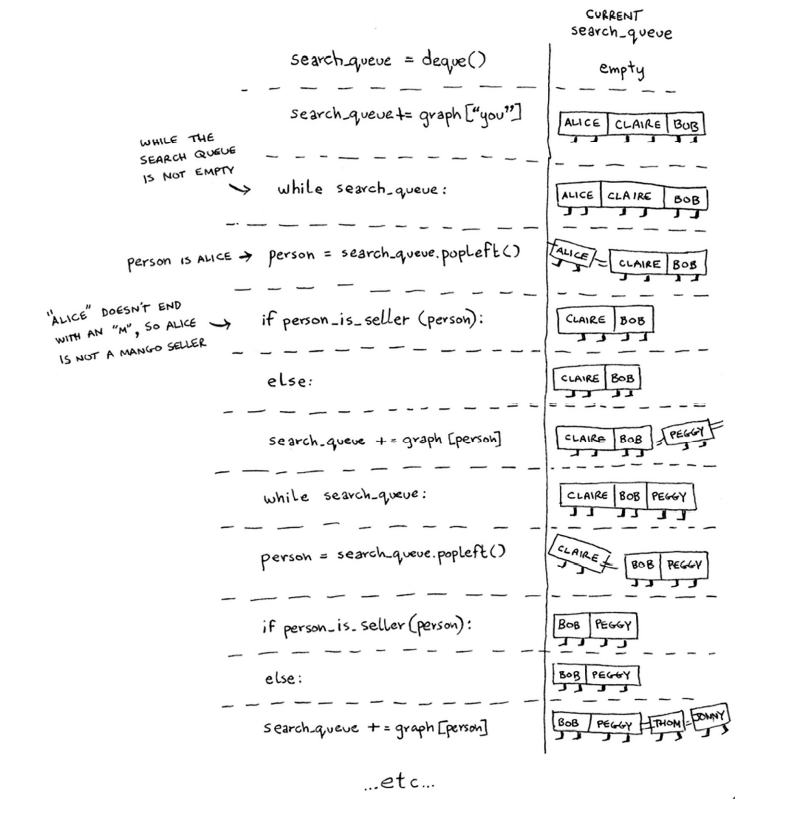 CURRENT
search_queue
search_queue = deque()
empty
search_queue += graph["you"]
ALICE CLAIRE BOB
WHILE THE
SEARCH QUEUE
IS NOT EMPTY
while search_queue:
ALICE CLAIRE BOB
person IS ALICE → person = search_queue.popleft()
ALICE CLAIRE BOB
"ALICE" DOESN'T END
WITH AN "M", SO ALICE
IS NOT A MANGO SELLER
if person_is_seller (person):
CLAIRE BOB
else:
CLAIRE BOB
search_queue += graph [person]
CLAIRE BOB PEGGY
while search_queue:
CLAIRE BOB PEGGY
person = search_queue.popleft()
CLAIRE BOB PEGGY
if person_is_seller (person):
BOB PEGGY
else:
BOB PEGGY
search_queue += graph [person]
BOB PEGGY THOM JONNY
...etc...